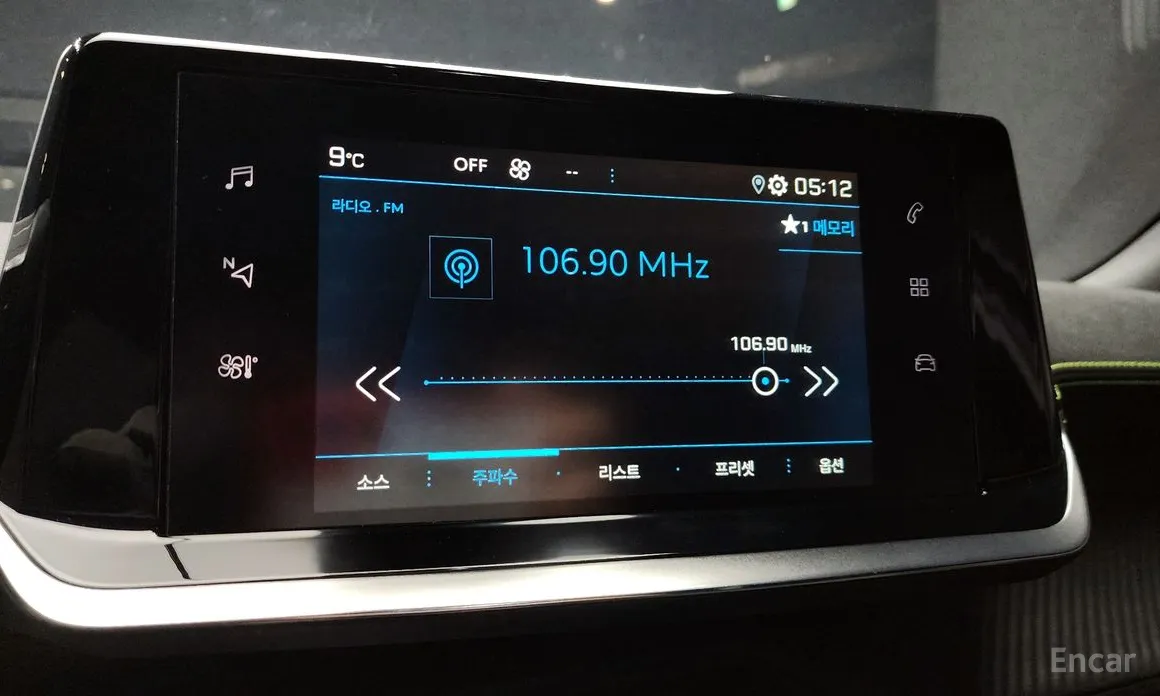 9°C OFF -- 05:12
라디오 . FM
★1 메모리
106.90 MHz
106.90 MHz
소스 주파수 리스트 프리셋 옵션
N
Encar